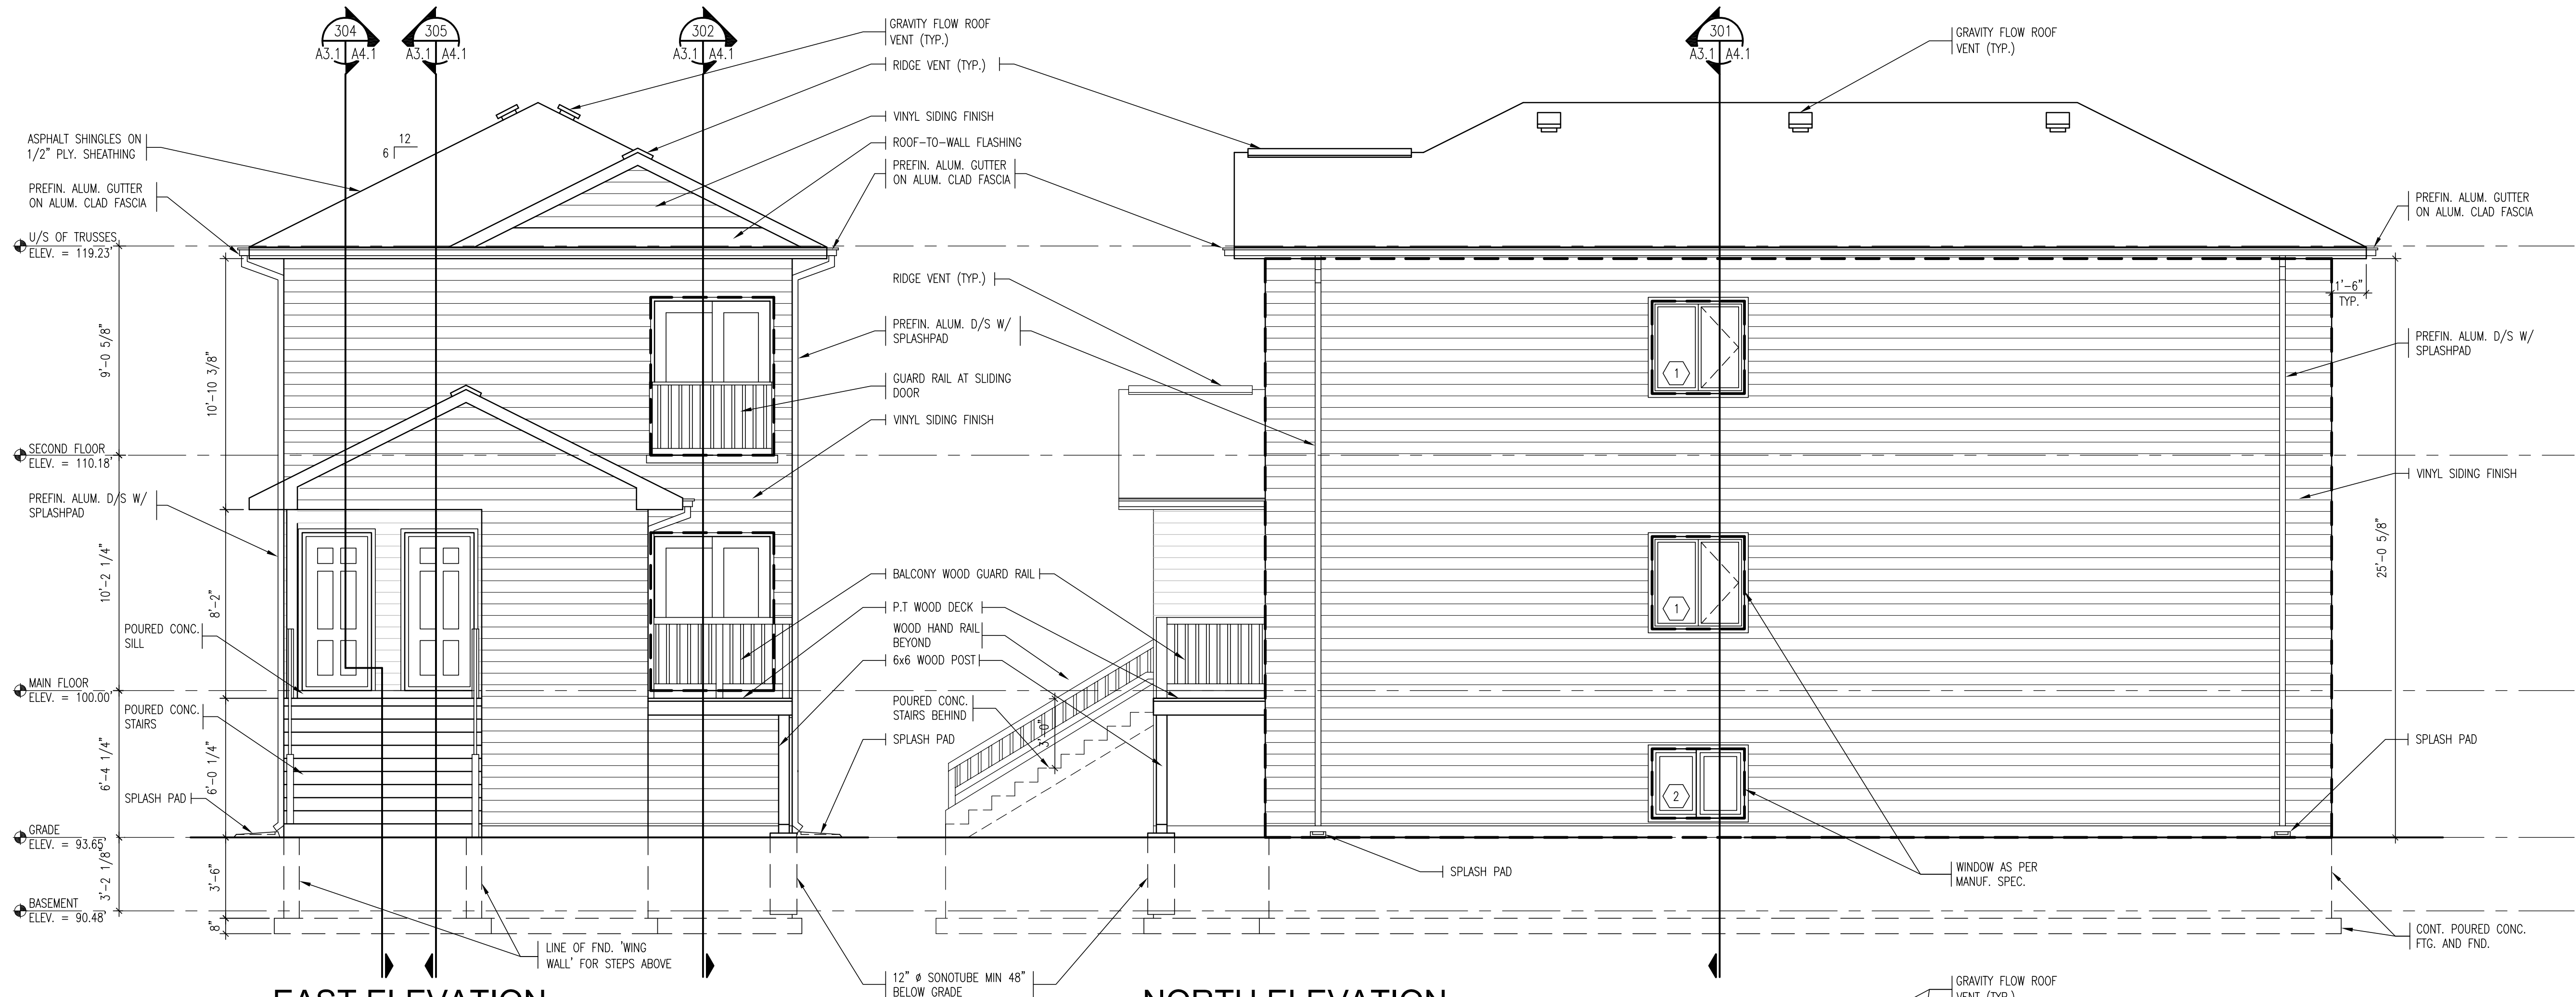 304
A3.1 A4.1
305
A3.1 A4.1
302
A3.1 A4.1
301
A3.1 A4.1
GRAVITY FLOW ROOF
VENT (TYP.)
RIDGE VENT (TYP.)
VINYL SIDING FINISH
ROOF-TO-WALL FLASHING
PREFIN. ALUM. GUTTER
ON ALUM. CLAD FASCIA
GRAVITY FLOW ROOF
VENT (TYP.)
12
6
ASPHALT SHINGLES ON
1/2" PLY. SHEATHING
PREFIN. ALUM. GUTTER
ON ALUM. CLAD FASCIA
U/S OF TRUSSES
ELEV. = 119.23'
9'-0 5/8"
10'-10 3/8"
SECOND FLOOR
ELEV. = 110.18'
PREFIN. ALUM. D/S W/
SPLASHPAD
10'-2 1/4"
8'-2"
POURED CONC.
SILL
MAIN FLOOR
ELEV. = 100.00'
POURED CONC.
STAIRS
6'-4 1/4"
6'-0 1/4"
SPLASH PAD
GRADE
ELEV. = 93.65'
3'-2 1/8"
3'-6"
BASEMENT
ELEV. = 90.48'
8"
LINE OF FND. 'WING
WALL' FOR STEPS ABOVE
RIDGE VENT (TYP.)
PREFIN. ALUM. D/S W/
SPLASHPAD
GUARD RAIL AT SLIDING
DOOR
VINYL SIDING FINISH
BALCONY WOOD GUARD RAIL
P.T WOOD DECK
WOOD HAND RAIL
BEYOND
6x6 WOOD POST
POURED CONC.
STAIRS BEHIND
3'-0"
SPLASH PAD
12" ø SONOTUBE MIN 48"
BELOW GRADE
1
1
2
SPLASH PAD
WINDOW AS PER
MANUF. SPEC.
PREFIN. ALUM. GUTTER
ON ALUM. CLAD FASCIA
1'-6"
TYP.
PREFIN. ALUM. D/S W/
SPLASHPAD
VINYL SIDING FINISH
25'-0 5/8"
SPLASH PAD
CONT. POURED CONC.
FTG. AND FND.
EAST ELEVATION
NORTH ELEVATION
GRAVITY FLOW ROOF
VENT (TYP.)